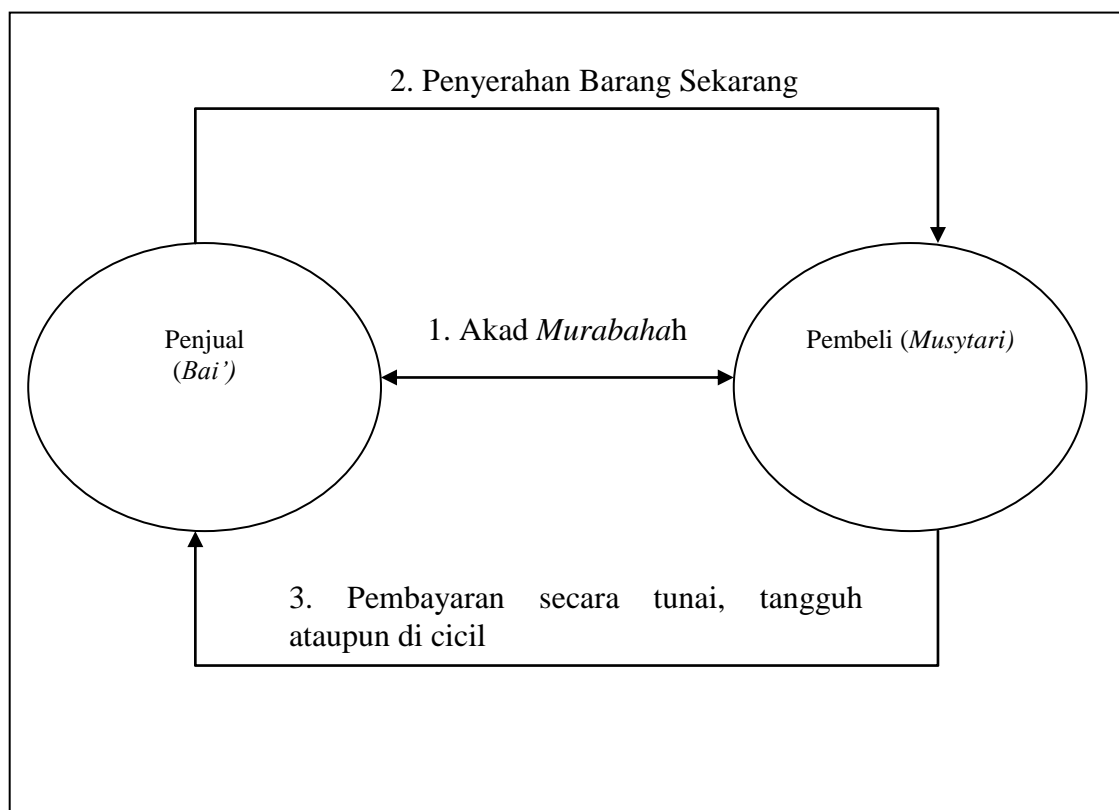 2. Penyerahan Barang Sekarang
1. Akad Murabahah
Penjual
(Bai’)
Pembeli (Musytari)
3. Pembayaran secara tunai, tangguh
ataupun di cicil